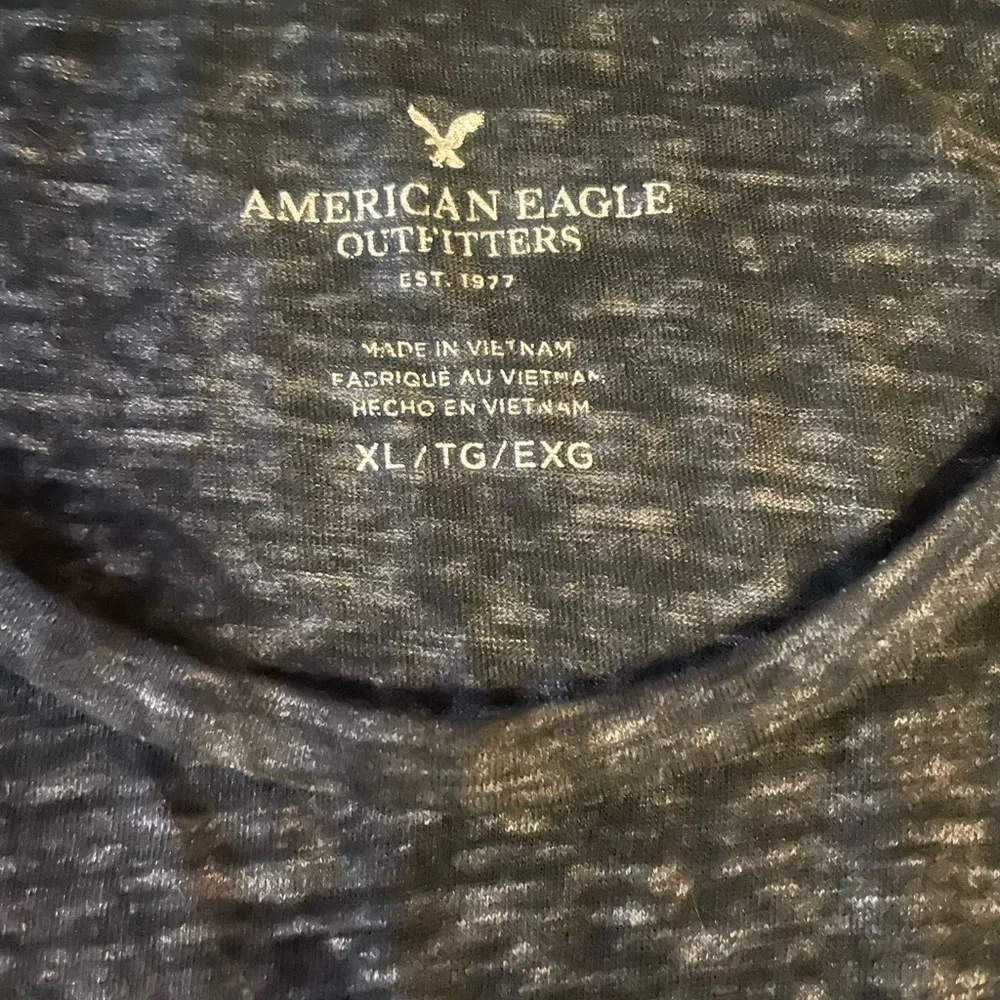 AMERICAN EAGLE
OUTFITTERS
EST. 1977
MADE IN VIETNAM
FABRIQUÉ AU VIETNAM
HECHO EN VIETNAM
XL/TG/EXG